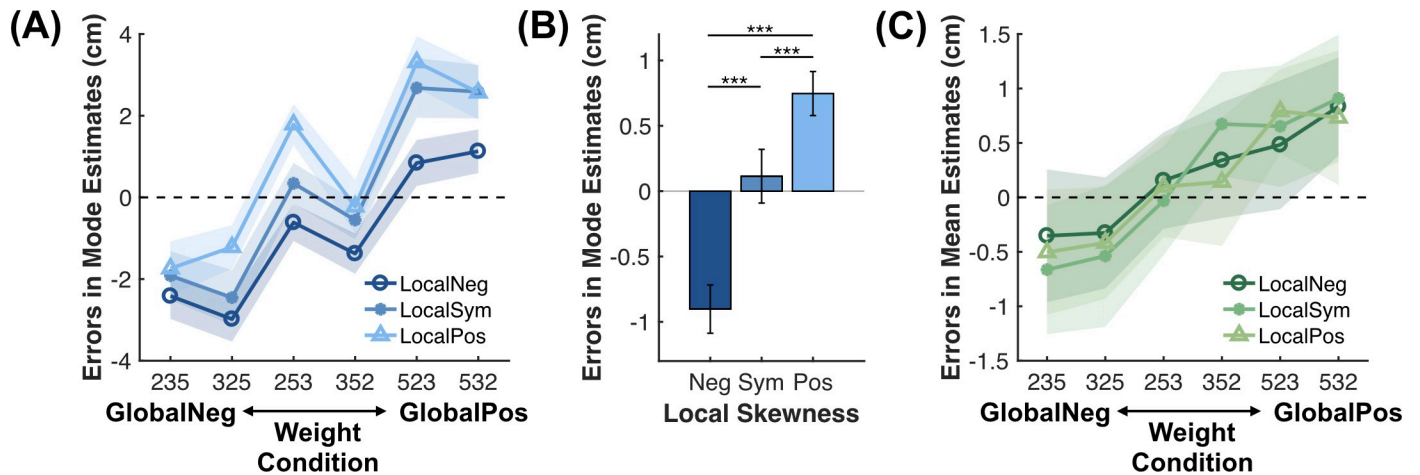 (A)
Errors in Mode Estimates (cm)
4
2
0
-2
-4
LocalNeg
LocalSym
LocalPos
235 325 253 352 523 532
GlobalNeg GlobalPos
Weight
Condition
(B)
Errors in Mode Estimates (cm)
1
0.5
0
-0.5
-1
***
***
***
Neg Sym Pos
Local Skewness
(C)
Errors in Mean Estimates (cm)
1.5
1
0.5
0
-0.5
-1
-1.5
LocalNeg
LocalSym
LocalPos
235 325 253 352 523 532
GlobalNeg GlobalPos
Weight
Condition